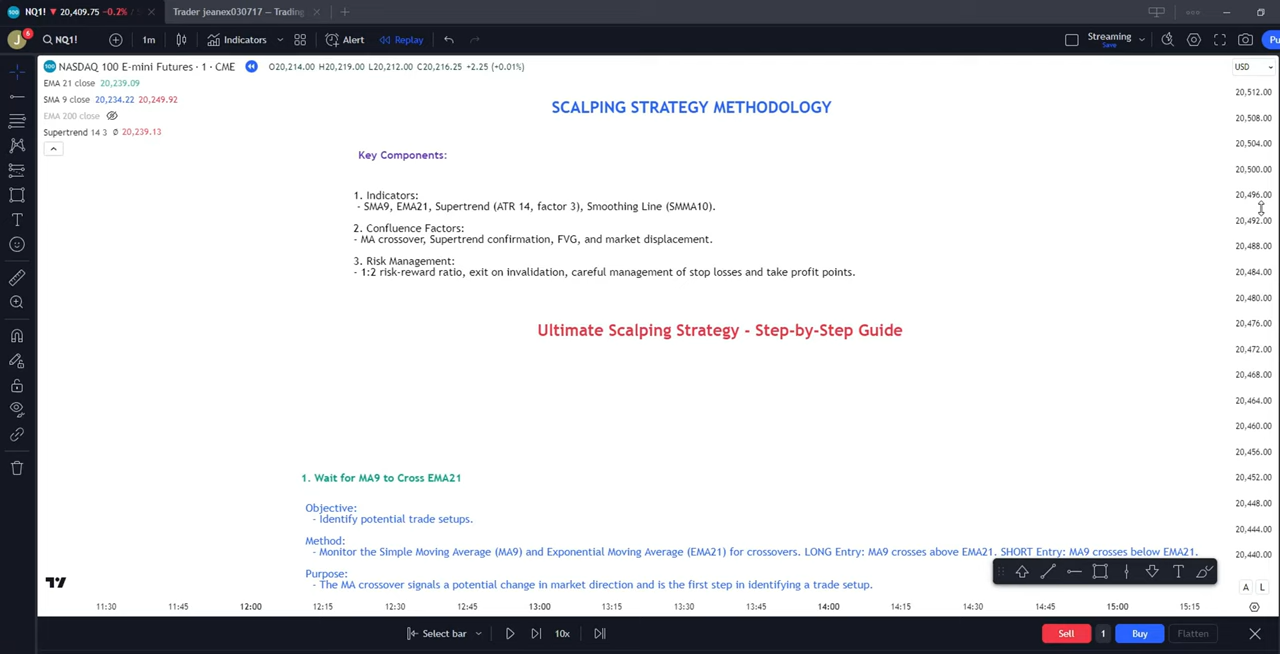 NQ1! ▼ 20,409.75 −0.2% /
Trader jeanex030717 — Trading
J 6
NQ1!
1m
Indicators
Alert
Replay
Streaming
Save
NASDAQ 100 E-mini Futures · 1 · CME O20,214.00 H20,219.00 L20,212.00 C20,216.25 +2.25 (+0.01%)
USD
EMA 21 close 20,239.09
SMA 9 close 20,234.22 20,249.92
EMA 200 close
Supertrend 14 3 ∅ 20,239.13
SCALPING STRATEGY METHODOLOGY
Key Components:
1. Indicators:
- SMA9, EMA21, Supertrend (ATR 14, factor 3), Smoothing Line (SMMA10).
2. Confluence Factors:
- MA crossover, Supertrend confirmation, FVG, and market displacement.
3. Risk Management:
- 1:2 risk-reward ratio, exit on invalidation, careful management of stop losses and take profit points.
Ultimate Scalping Strategy - Step-by-Step Guide
1. Wait for MA9 to Cross EMA21
Objective:
- Identify potential trade setups.
Method:
- Monitor the Simple Moving Average (MA9) and Exponential Moving Average (EMA21) for crossovers. LONG Entry: MA9 crosses above EMA21. SHORT Entry: MA9 crosses below EMA21.
Purpose:
- The MA crossover signals a potential change in market direction and is the first step in identifying a trade setup.
20,512.00
20,508.00
20,504.00
20,500.00
20,496.00
20,492.00
20,488.00
20,484.00
20,480.00
20,476.00
20,472.00
20,468.00
20,464.00
20,460.00
20,456.00
20,452.00
20,448.00
20,444.00
20,440.00
A L
11:30 11:45 12:00 12:15 12:30 12:45 13:00 13:15 13:30 13:45 14:00 14:15 14:30 14:45 15:00 15:15
Select bar 10x Sell 1 Buy Flatten